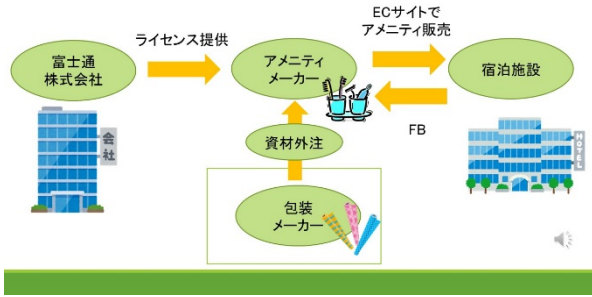 ECサイトで
アメニティ販売
ライセンス提供
富士通
株式会社
アメニティ
メーカー
宿泊施設
FB
資材外注
会社
HOTEL
包装
メーカー